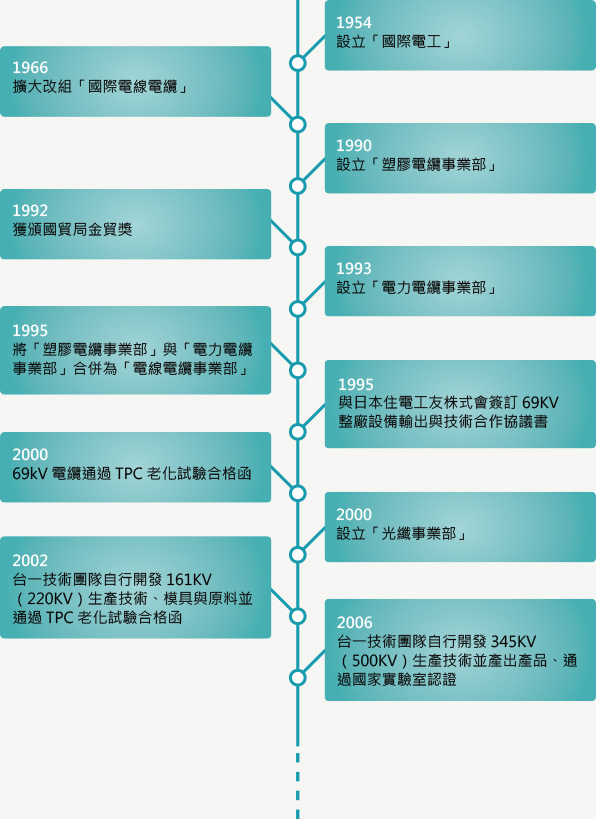 1954
設立「國際電工」
1966
擴大改組「國際電線電纜」
1990
設立「塑膠電纜事業部」
1992
獲頒國貿局金貿獎
1993
設立「電力電纜事業部」
1995
將「塑膠電纜事業部」與「電力電纜
事業部」合併為「電線電纜事業部」
1995
與日本住電工友株式會簽訂 69KV
整廠設備輸出與技術合作協議書
2000
69kV 電纜通過 TPC 老化試驗合格函
2000
設立「光纖事業部」
2002
台一技術團隊自行開發 161KV
（220KV）生產技術、模具與原料並
通過 TPC 老化試驗合格函
2006
台一技術團隊自行開發 345KV
（500KV）生產技術並產出產品、通
過國家實驗室認證